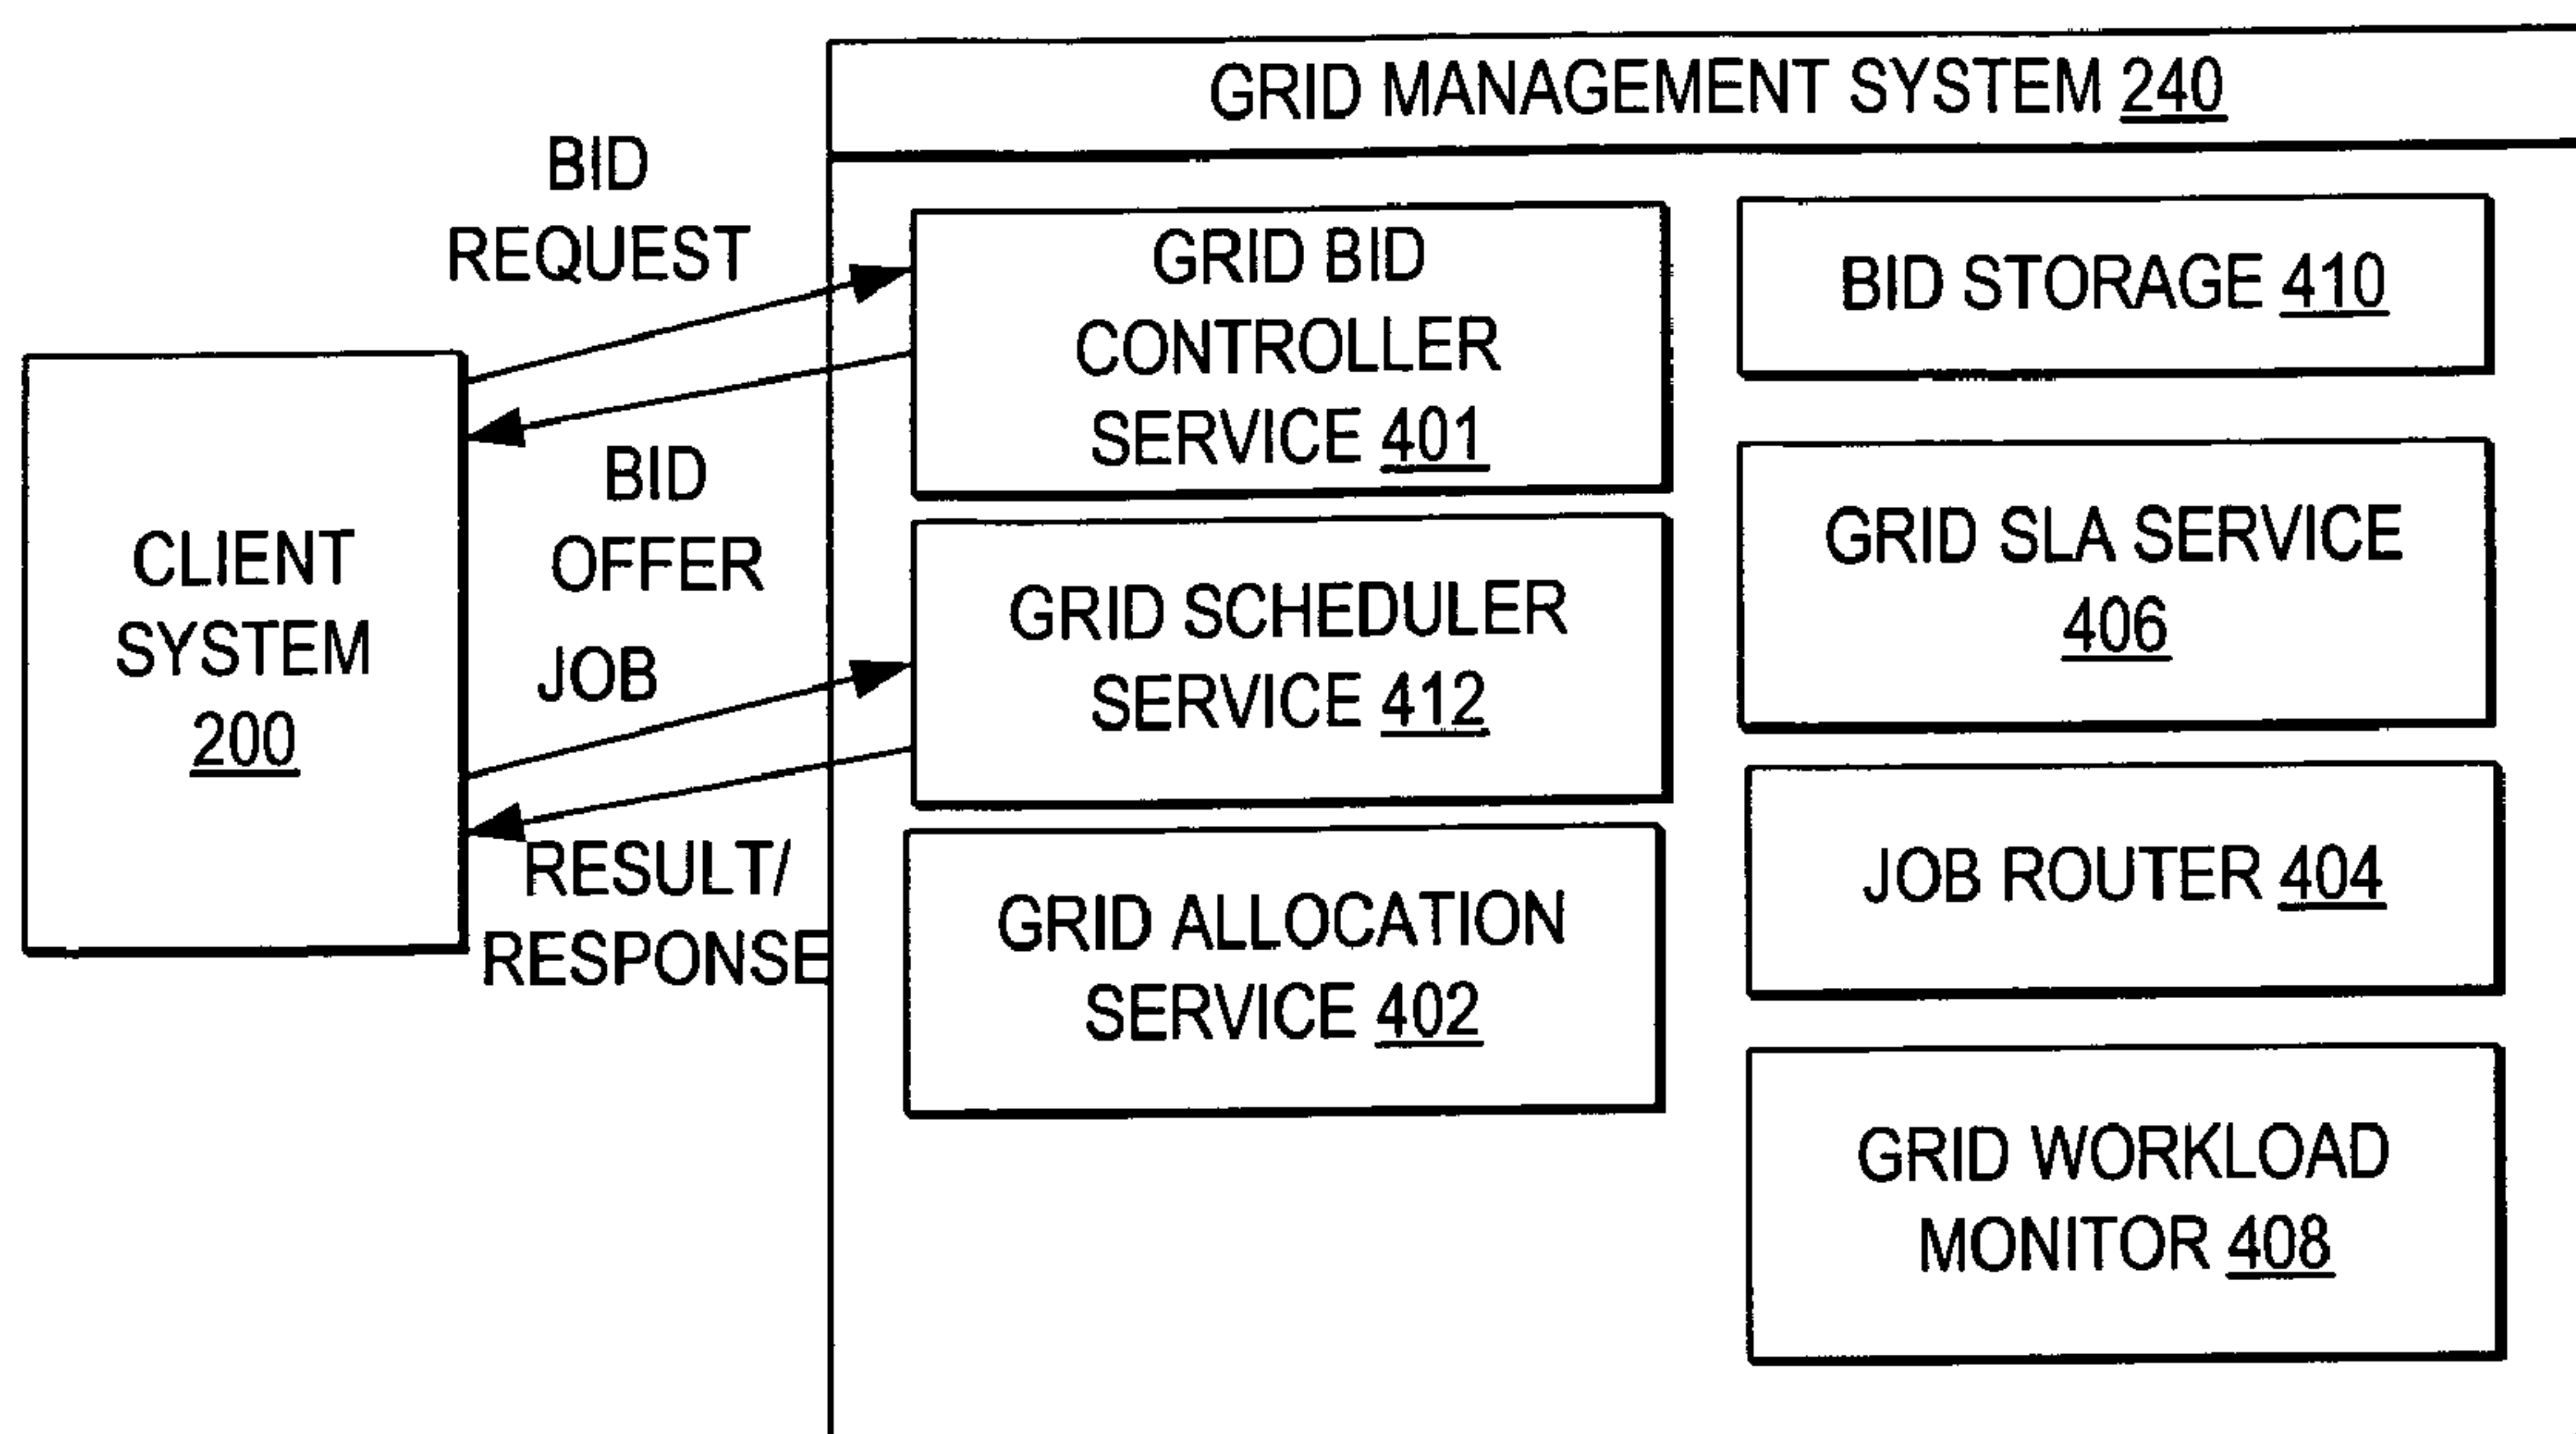 GRID MANAGEMENT SYSTEM 240
BID
REQUEST
BID
OFFER
JOB
RESULT/
RESPONSE
CLIENT
SYSTEM
200
GRID BID
CONTROLLER
SERVICE 401
GRID SCHEDULER
SERVICE 412
GRID ALLOCATION
SERVICE 402
BID STORAGE 410
GRID SLA SERVICE
406
JOB ROUTER 404
GRID WORKLOAD
MONITOR 408